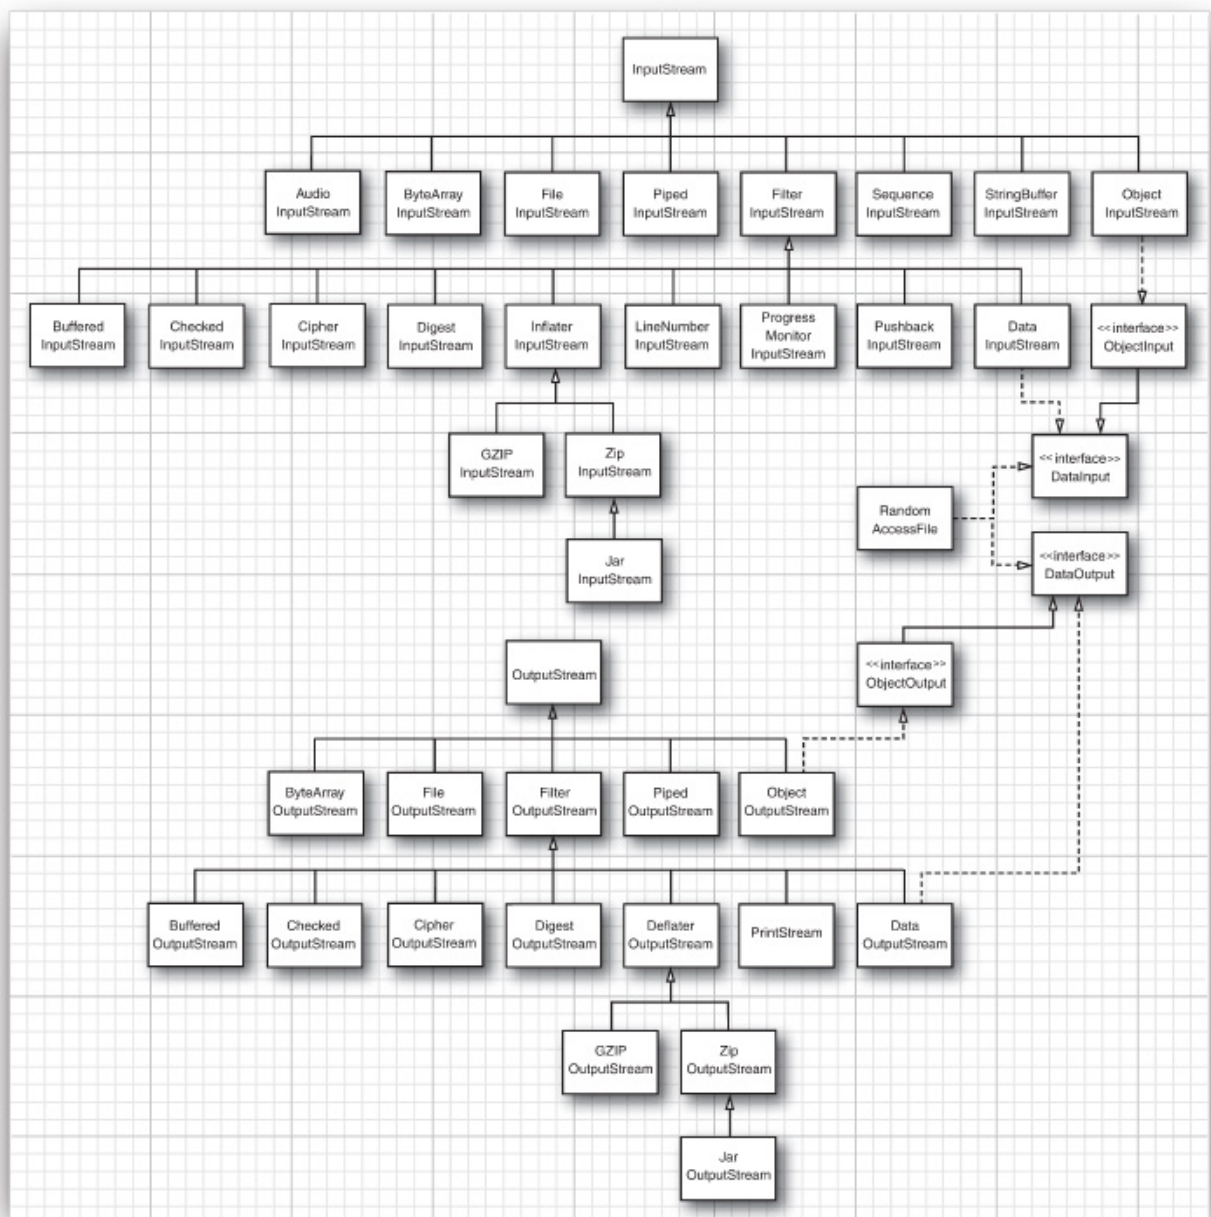 InputStream
Audio
InputStream
ByteArray
InputStream
File
InputStream
Piped
InputStream
Filter
InputStream
Sequence
InputStream
StringBuffer
InputStream
Object
InputStream
Buffered
InputStream
Checked
InputStream
Cipher
InputStream
Digest
InputStream
Inflater
InputStream
LineNumber
InputStream
Progress
Monitor
InputStream
Pushback
InputStream
Data
InputStream
<<interface>>
ObjectInput
GZIP
InputStream
Zip
InputStream
<<interface>>
DataInput
Random
AccessFile
Jar
InputStream
<<interface>>
DataOutput
OutputStream
<<interface>>
ObjectOutput
ByteArray
OutputStream
File
OutputStream
Filter
OutputStream
Piped
OutputStream
Object
OutputStream
Buffered
OutputStream
Checked
OutputStream
Cipher
OutputStream
Digest
OutputStream
Deflater
OutputStream
PrintStream
Data
OutputStream
GZIP
OutputStream
Zip
OutputStream
Jar
OutputStream